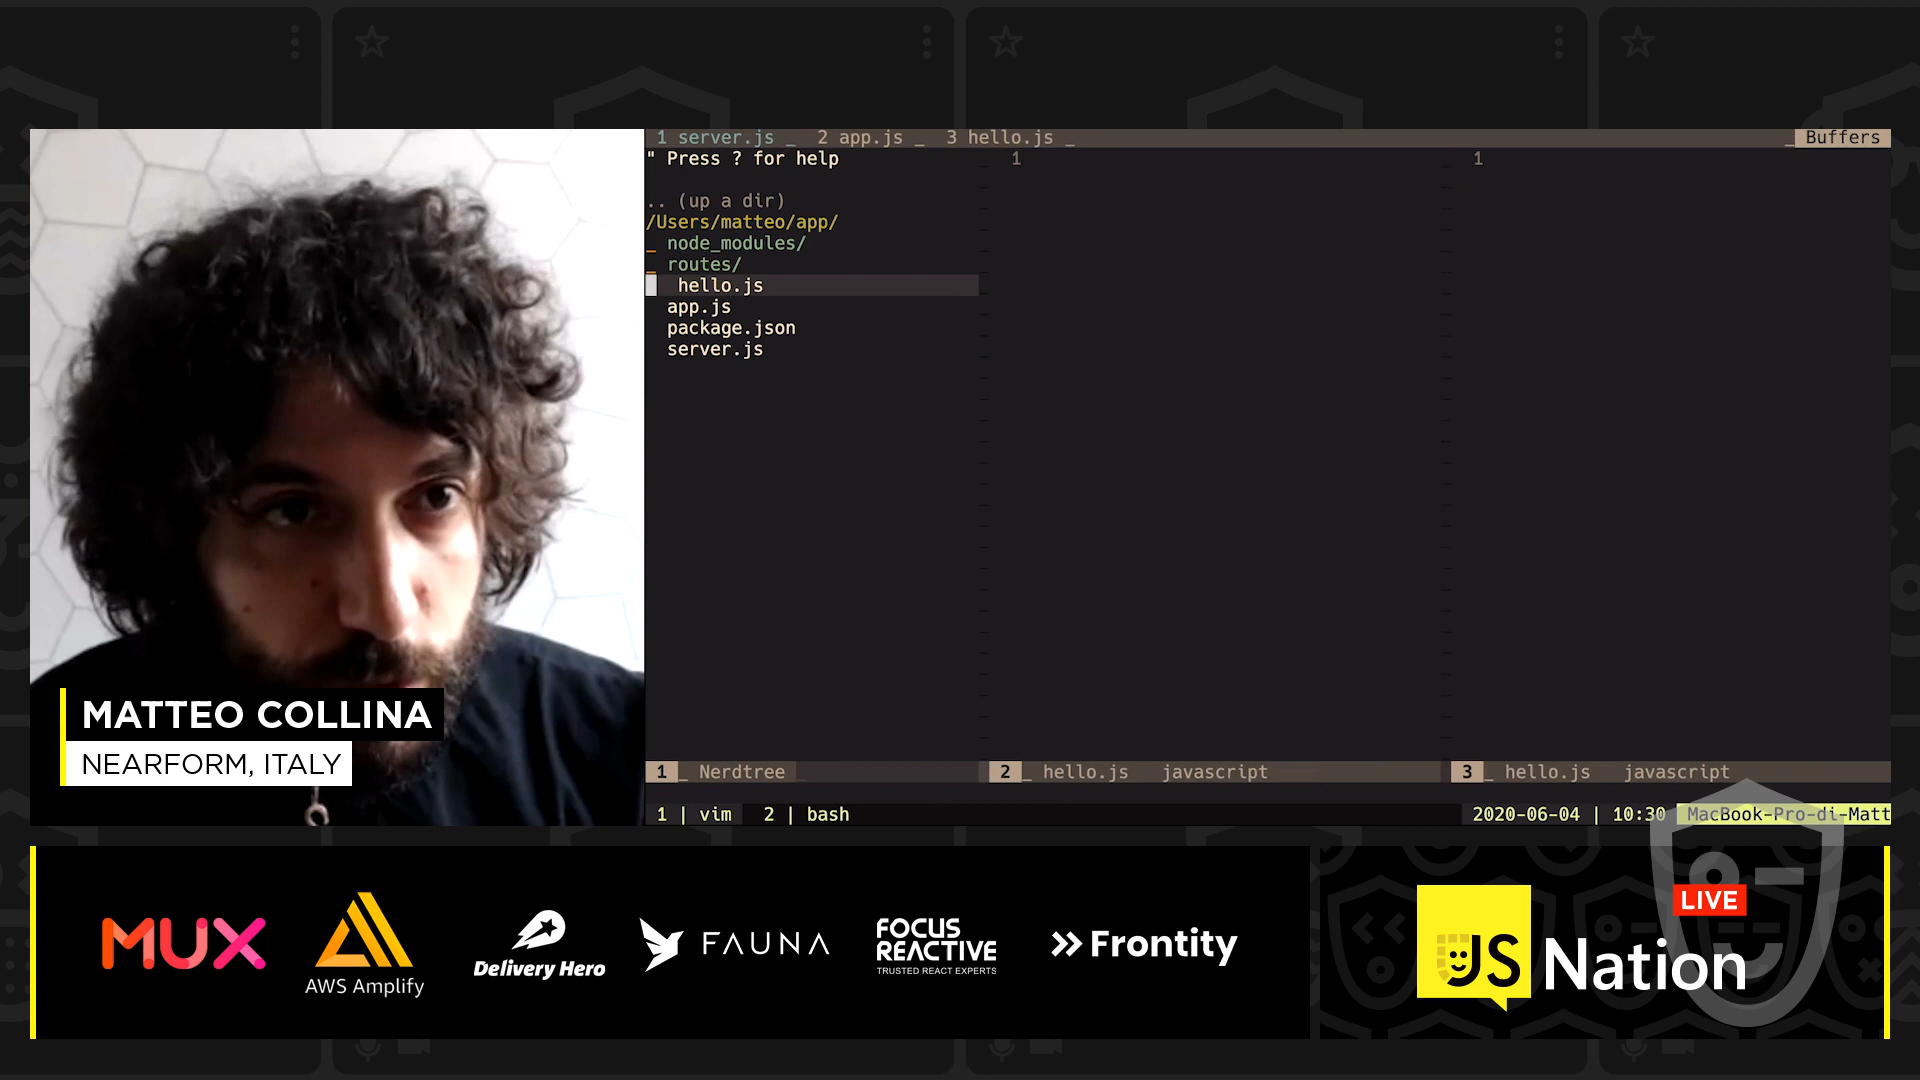 1 server.js _ 2 app.js _ 3 hello.js _
_ Buffers
" Press ? for help
1
1
.. (up a dir)
/Users/matteo/app/
_ node_modules/
_ routes/
hello.js
app.js
package.json
server.js
MATTEO COLLINA
NEARFORM, ITALY
1 _ Nerdtree
2 _ hello.js javascript
3 _ hello.js javascript
1 | vim 2 | bash
2020-06-04 | 10:30 MacBook-Pro-di-Matt
MUX
AWS Amplify
Delivery Hero
FAUNA
FOCUS
REACTIVE
TRUSTED REACT EXPERTS
Frontity
LIVE
JS Nation